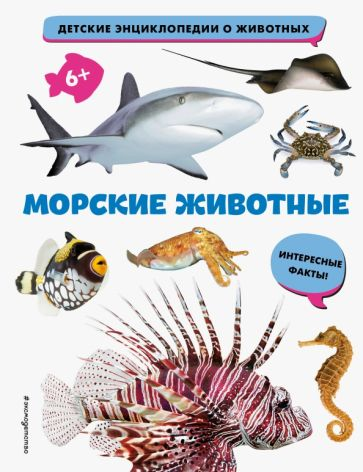 ДЕТСКИЕ ЭНЦИКЛОПЕДИИ О ЖИВОТНЫХ
6+
МОРСКИЕ ЖИВОТНЫЕ
ИНТЕРЕСНЫЕ
ФАКТЫ!
#эксмодетство